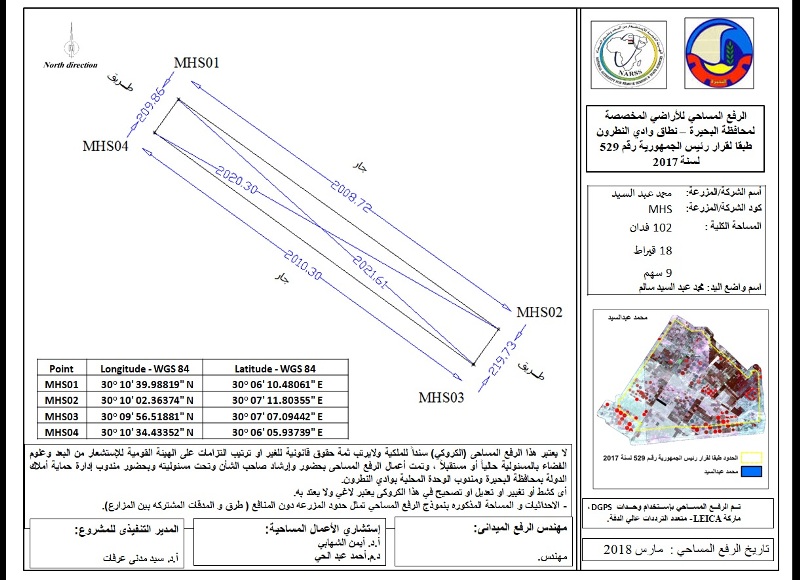 North direction
طريق
MHS01
209.86
MHS04
جار
2008.72
2020.30
2021.61
2010.30
جار
MHS02
219.73
طريق
MHS03
Point Longitude - WGS 84 Latitude - WGS 84
MHS01 30° 10' 39.98819" N 30° 06' 10.48061" E
MHS02 30° 10' 02.36374" N 30° 07' 11.80355" E
MHS03 30° 09' 56.51881" N 30° 07' 07.09442" E
MHS04 30° 10' 34.43352" N 30° 06' 05.93739" E
NARSS
الرفع المساحي للأراضي المخصصة
لمحافظة البحيرة – نطاق وادي النطرون
طبقا لقرار رئيس الجمهورية رقم 529
لسنة 2017
أسم الشركة/المزرعة: محمد عبد السيد
كود الشركة/المزرعة: MHS
المساحة الكلية : 102 فدان
18 قيراط
9 سهم
اسم واضع اليد: محمد عبد السيد سالم
محمد عبدالسيد
الحدود طبقا لقرار رئيس الجمهورية رقم 529 لسنة 2017
محمد عبدالسيد
تم الرفع المساحي بإستخدام وحدات DGPS ،
ماركة LEICA- متعدد الترددات عالي الدقة.
تاريخ الرفع المساحي : مارس 2018
لا يعتبر هذا الرفع المساحى (الكروكي) سنداً للملكية ولايرتب ثمة حقوق قانونية للغير او ترتيب التزامات على الهيئة القومية للإستشعار من البعد وعلوم
الفضاء بالمسئولية حالياً أو مستقبلاً ، وتمت أعمال الرفع المساحى بحضور وإرشاد صاحب الشأن وتحت مسئوليته وبحضور مندوب إدارة حماية أملاك
الدولة بمحافظة البحيرة ومندوب الوحدة المحلية بوادي النطرون.
أى كشط أو تغيير او تعديل او تصحيح في هذا الكروكى يعتبر لاغي ولا يعتد به.
- الاحداثيات و المساحة المذكوره بنموذج الرفع المساحي تمثل حدود المزرعه دون المنافع ( طرق و المدقات المشتركه بين المزارع).
مهندس الرفع الميدانى:
مهندس.
إستشاري الأعمال المساحية:
أ.د. أيمن الشهابي
د.م.أحمد عبد الحي
المدير التنفيذى للمشروع:
أ.د. سيد مدنى عرفات